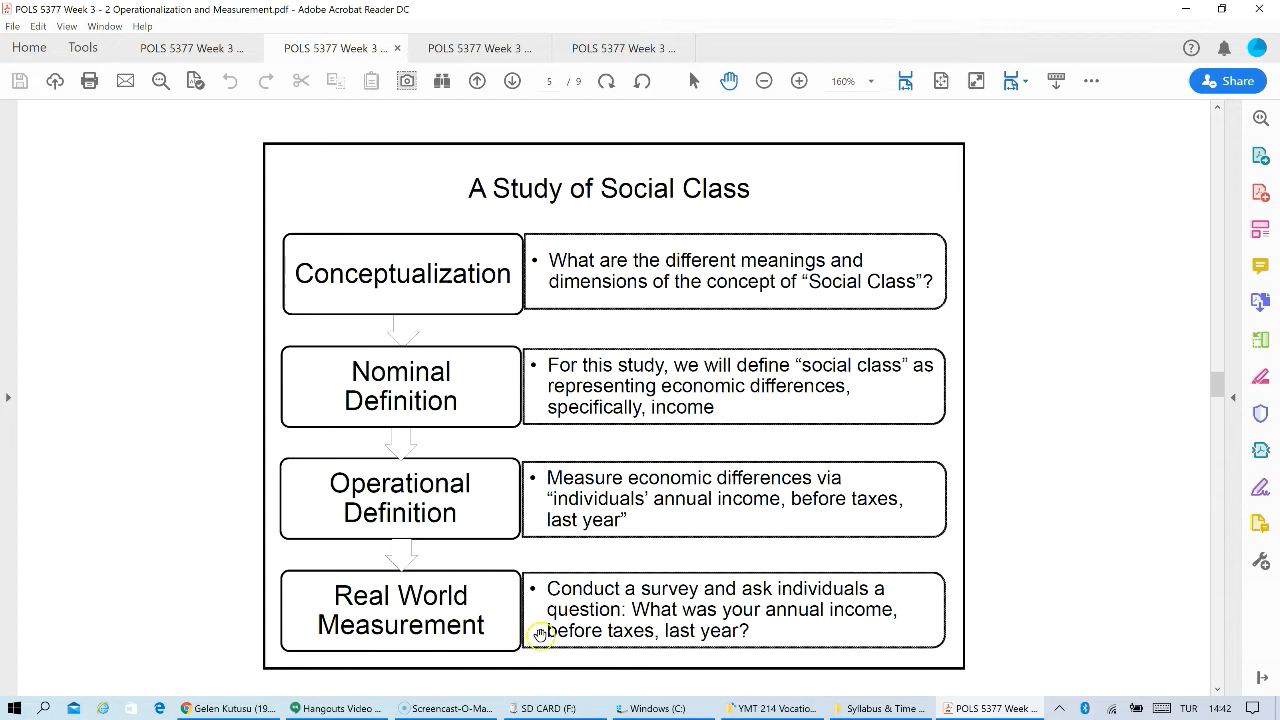 POLS 5377 Week 3 - 2 Operationalization and Measurement.pdf - Adobe Acrobat Reader DC
File Edit View Window Help
Home Tools POLS 5377 Week 3 ... POLS 5377 Week 3 ... × POLS 5377 Week 3 ... POLS 5377 Week 3 ...
5 / 9 160% Share
A Study of Social Class
Conceptualization
• What are the different meanings and
dimensions of the concept of “Social Class”?
Nominal
Definition
• For this study, we will define “social class” as
representing economic differences,
specifically, income
Operational
Definition
• Measure economic differences via
“individuals’ annual income, before taxes,
last year”
Real World
Measurement
• Conduct a survey and ask individuals a
question: What was your annual income,
before taxes, last year?
Gelen Kutusu (19... Hangouts Video ... Screencast-O-Ma... SD CARD (F:) Windows (C:) YMT 214 Vocatio... Syllabus & Time ... POLS 5377 Week ... TUR 14:42